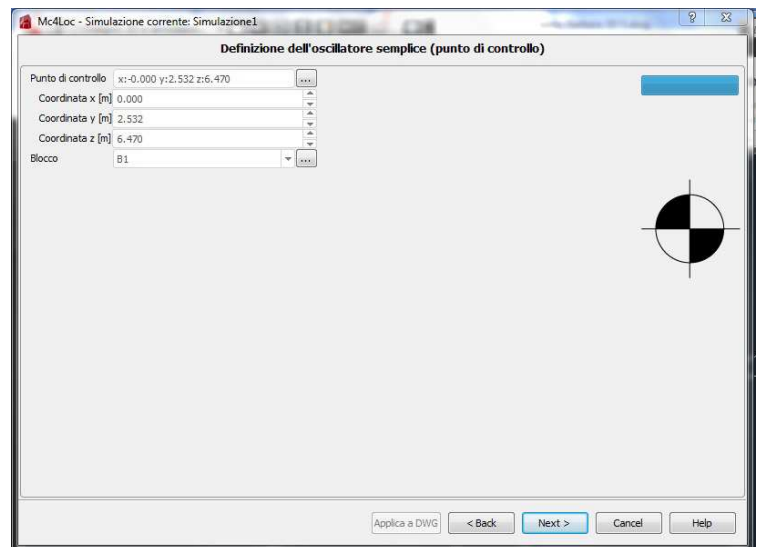 Mc4Loc - Simulazione corrente: Simulazione1
?
Definizione dell'oscillatore semplice (punto di controllo)
Punto di controllo x:-0.000 y:2.532 z:6.470 ...
Coordinata x [m] 0.000
Coordinata y [m] 2.532
Coordinata z [m] 6.470
Blocco B1 ...
Applica a DWG < Back Next > Cancel Help